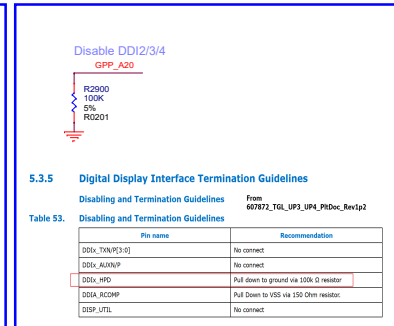 Disable DDI2/3/4
GPP_A20
R2900
100K
5%
R0201
5.3.5 Digital Display Interface Termination Guidelines
Disabling and Termination Guidelines From
607872_TGL_UP3_UP4_PltDoc_Rev1p2
Table 53. Disabling and Termination Guidelines
Pin name Recommendation
DDIx_TXN/P[3:0] No connect
DDIx_AUXN/P No connect
DDIx_HPD Pull down to ground via 100k Ω resistor
DDIA_RCOMP Pull Down to VSS via 150 Ohm resistor.
DISP_UTIL No connect